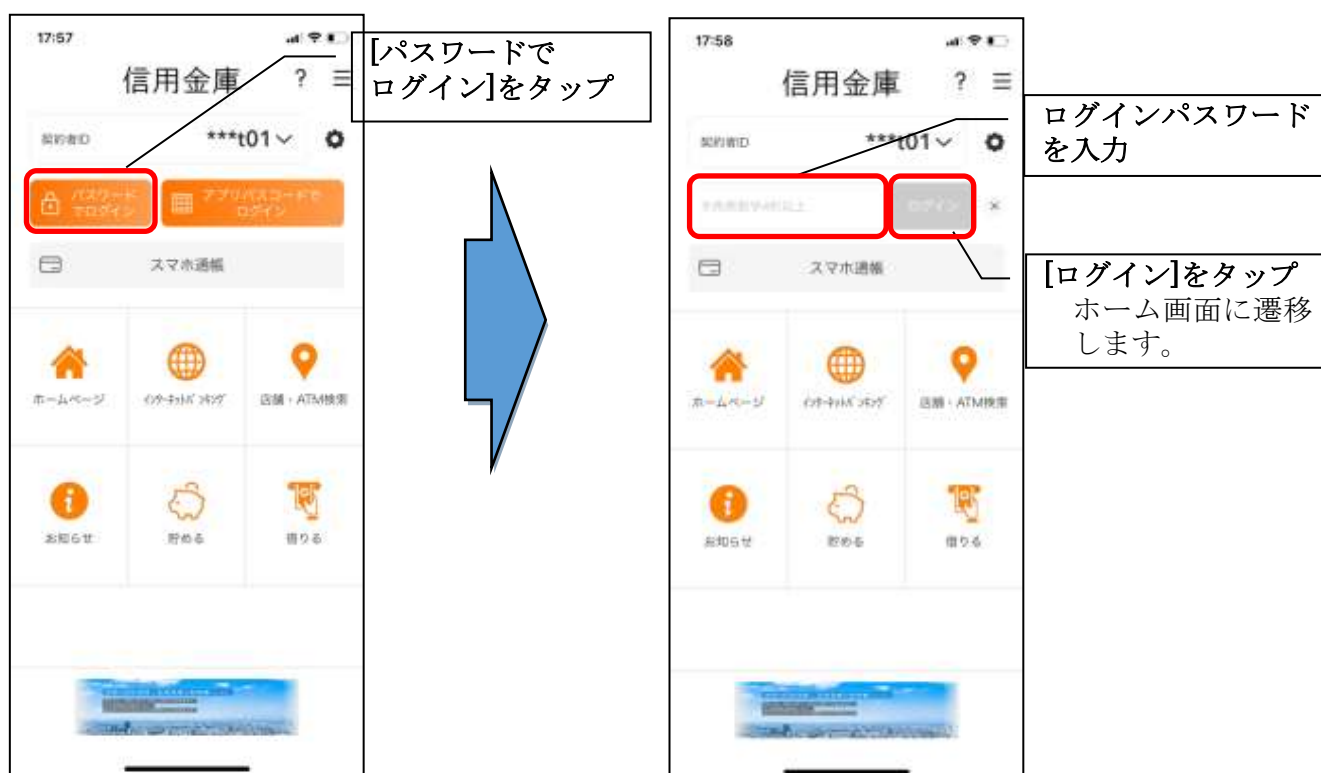 17:57
信用金庫 ? ☰
契約者ID ***t01
パスワード
でログイン
アプリパスコードで
ログイン
スマホ通帳
ホームページ
インターネットバンキング
店舗・ATM検索
お知らせ
貯める
借りる
[パスワードで
ログイン]をタップ
17:58
信用金庫 ? ☰
契約者ID ***t01
ログイン ×
スマホ通帳
ホームページ
インターネットバンキング
店舗・ATM検索
お知らせ
貯める
借りる
ログインパスワード
を入力
[ログイン]をタップ
ホーム画面に遷移
します。